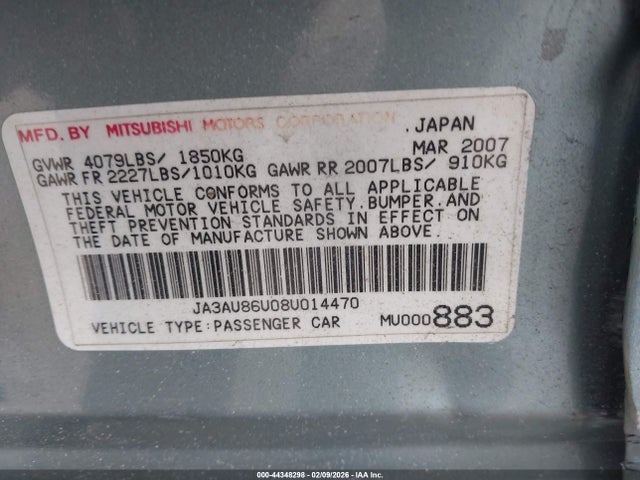 MFD. BY MITSUBISHI MOTORS CORPORATION . JAPAN
GVWR 4079LBS/ 1850KG MAR 2007
GAWR FR 2227LBS/1010KG GAWR RR 2007LBS/ 910KG
THIS VEHICLE CONFORMS TO ALL APPLICABLE
FEDERAL MOTOR VEHICLE SAFETY, BUMPER, AND
THEFT PREVENTION STANDARDS IN EFFECT ON
THE DATE OF MANUFACTURE SHOWN ABOVE.
JA3AU86U08U014470
VEHICLE TYPE:PASSENGER CAR MU000883
000-44348298 - 02/09/2026 - IAA Inc.